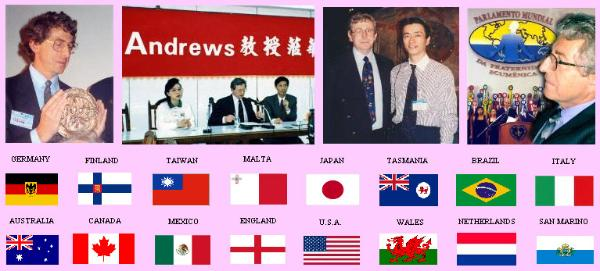 PARLAMENTO MUNDIAL
DA FRATERNIDADE
ECUMÊNICA
Andrews 教授莅
GERMANY FINLAND TAIWAN MALTA JAPAN TASMANIA BRAZIL ITALY
AUSTRALIA CANADA MEXICO ENGLAND U.S.A. WALES NETHERLANDS SAN MARINO